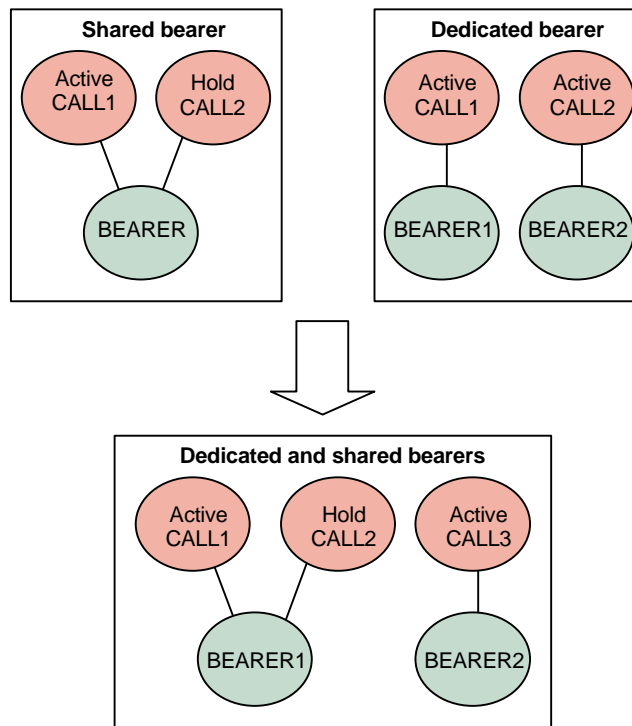 Shared bearer
Active
CALL1
Hold
CALL2
BEARER
Dedicated bearer
Active
CALL1
Active
CALL2
BEARER1
BEARER2
Dedicated and shared bearers
Active
CALL1
Hold
CALL2
Active
CALL3
BEARER1
BEARER2